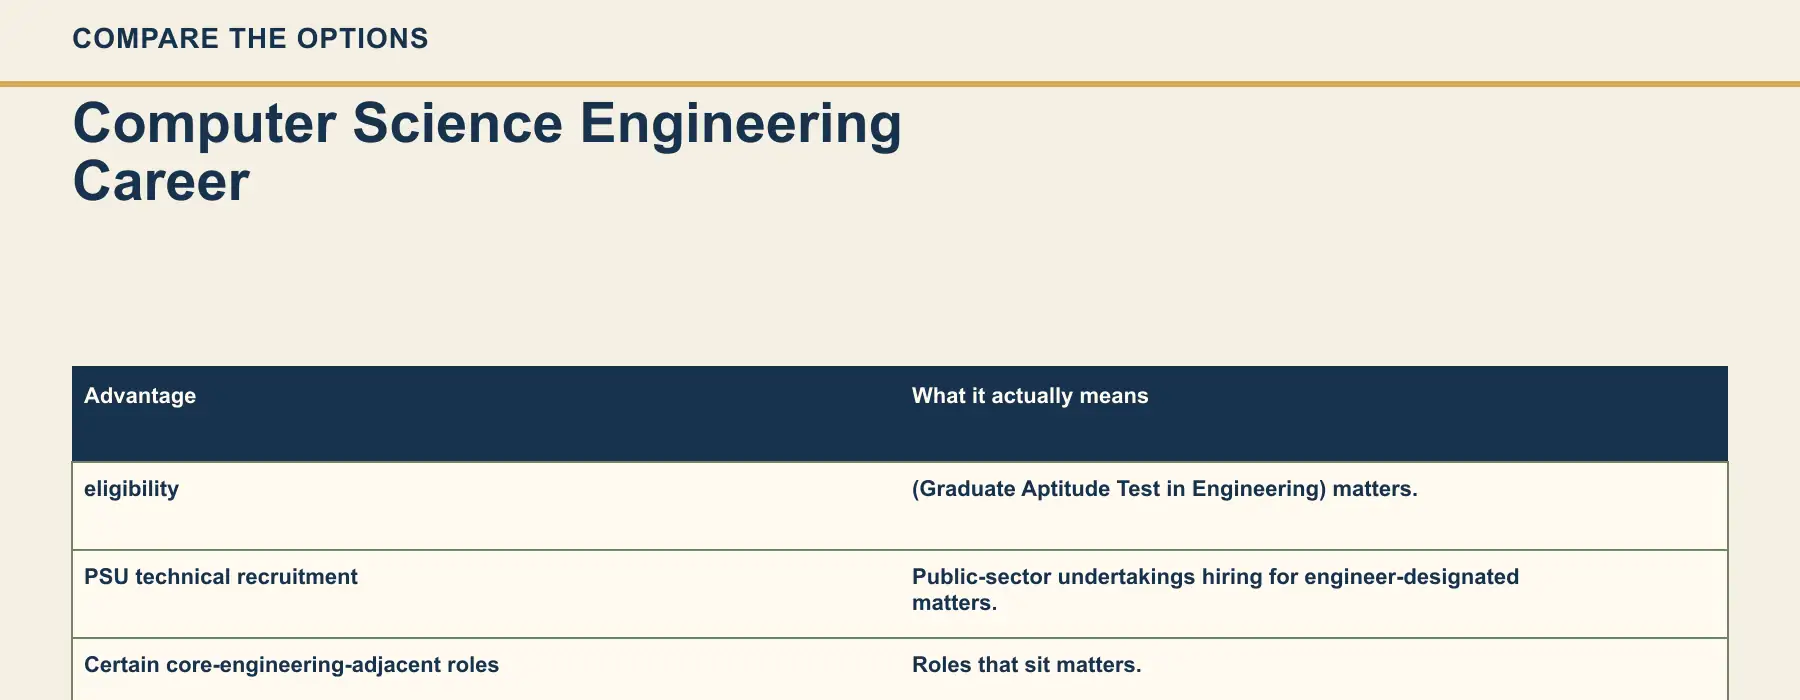 COMPARE THE OPTIONS
Computer Science Engineering
Career
Advantage
What it actually means
eligibility
(Graduate Aptitude Test in Engineering) matters.
PSU technical recruitment
Public-sector undertakings hiring for engineer-designated
matters.
Certain core-engineering-adjacent roles
Roles that sit matters.